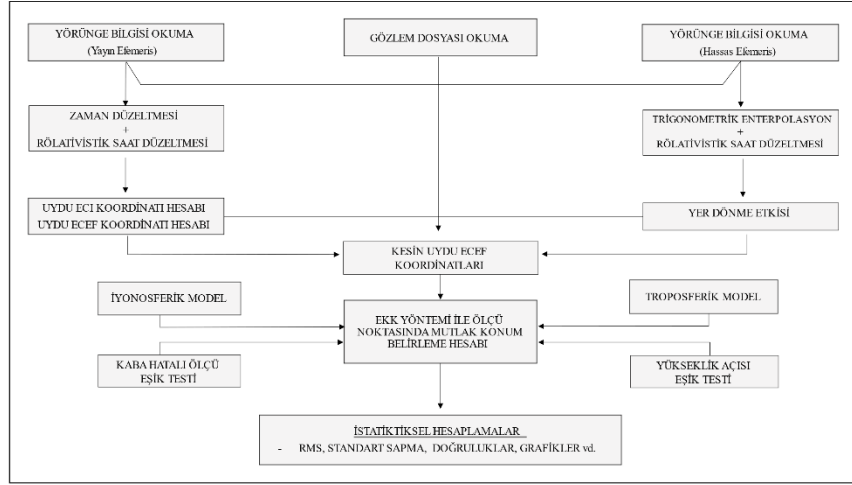 YÖRÜNGE BİLGİSİ OKUMA
(Yayın Efemeris)
GÖZLEM DOSYASI OKUMA
YÖRÜNGE BİLGİSİ OKUMA
(Hassas Efemeris)
ZAMAN DÜZELTMESİ
+
RÖLATİVİSTİK SAAT DÜZELTMESİ
TRİGONOMETRİK ENTERPOLASYON
+
RÖLATİVİSTİK SAAT DÜZELTMESİ
UYDU ECI KOORDİNATI HESABI
UYDU ECEF KOORDİNATI HESABI
YER DÖNME ETKİSİ
KESİN UYDU ECEF
KOORDİNATLARI
İYONOSFERİK MODEL
TROPOSFERİK MODEL
EKK YÖNTEMİ İLE ÖLÇÜ
NOKTASINDA MUTLAK KONUM
BELİRLEME HESABI
KABA HATALI ÖLÇÜ
EŞİK TESTİ
YÜKSEKLİK AÇISI
EŞİK TESTİ
İSTATİKTİKSEL HESAPLAMALAR
- RMS, STANDART SAPMA, DOĞRULUKLAR, GRAFİKLER vd.